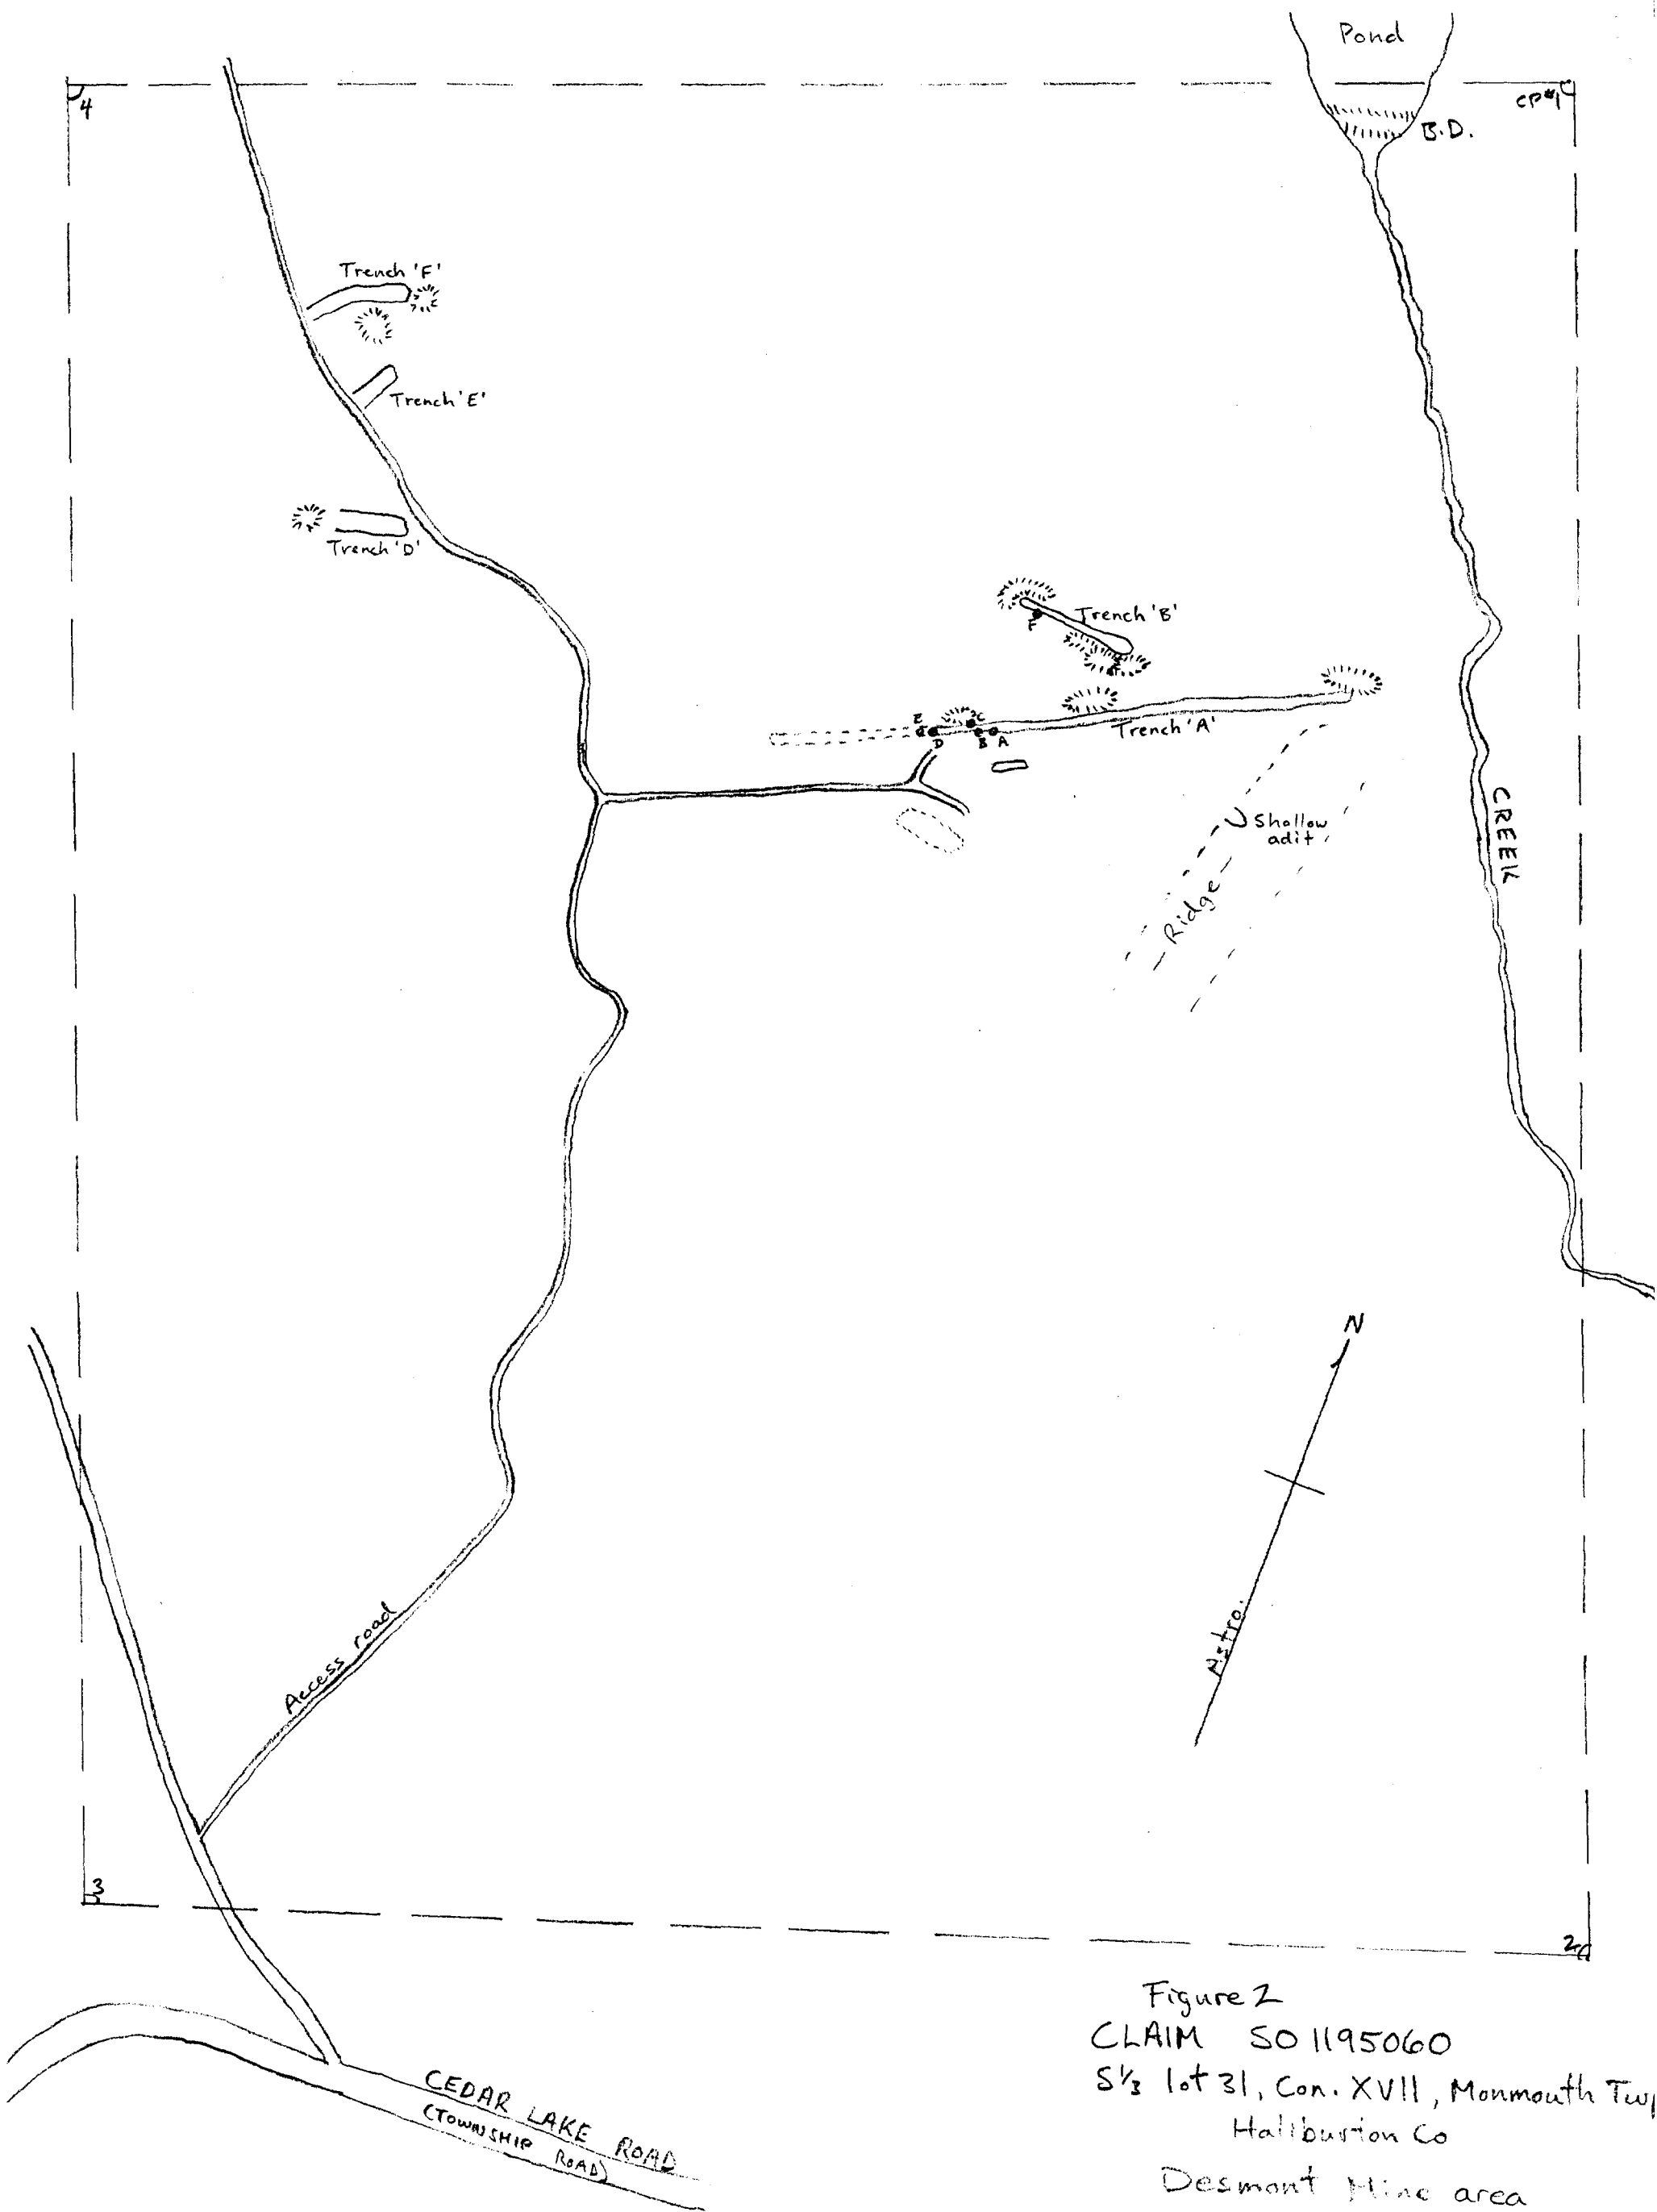 Pond
4
CP#1
B.D.
Trench 'F'
Trench 'E'
Trench 'D'
Trench 'B'
F
E
C
D
B
A
Trench 'A'
Shallow
adit
Ridge
CREEK
N
Astro.
Access road
3
2
Figure 2
CLAIM SO 1195060
S 1/3 lot 31, Con. XVII, Monmouth Twp
Haliburton Co
Desmont Mine area
CEDAR LAKE ROAD
(TOWNSHIP ROAD)